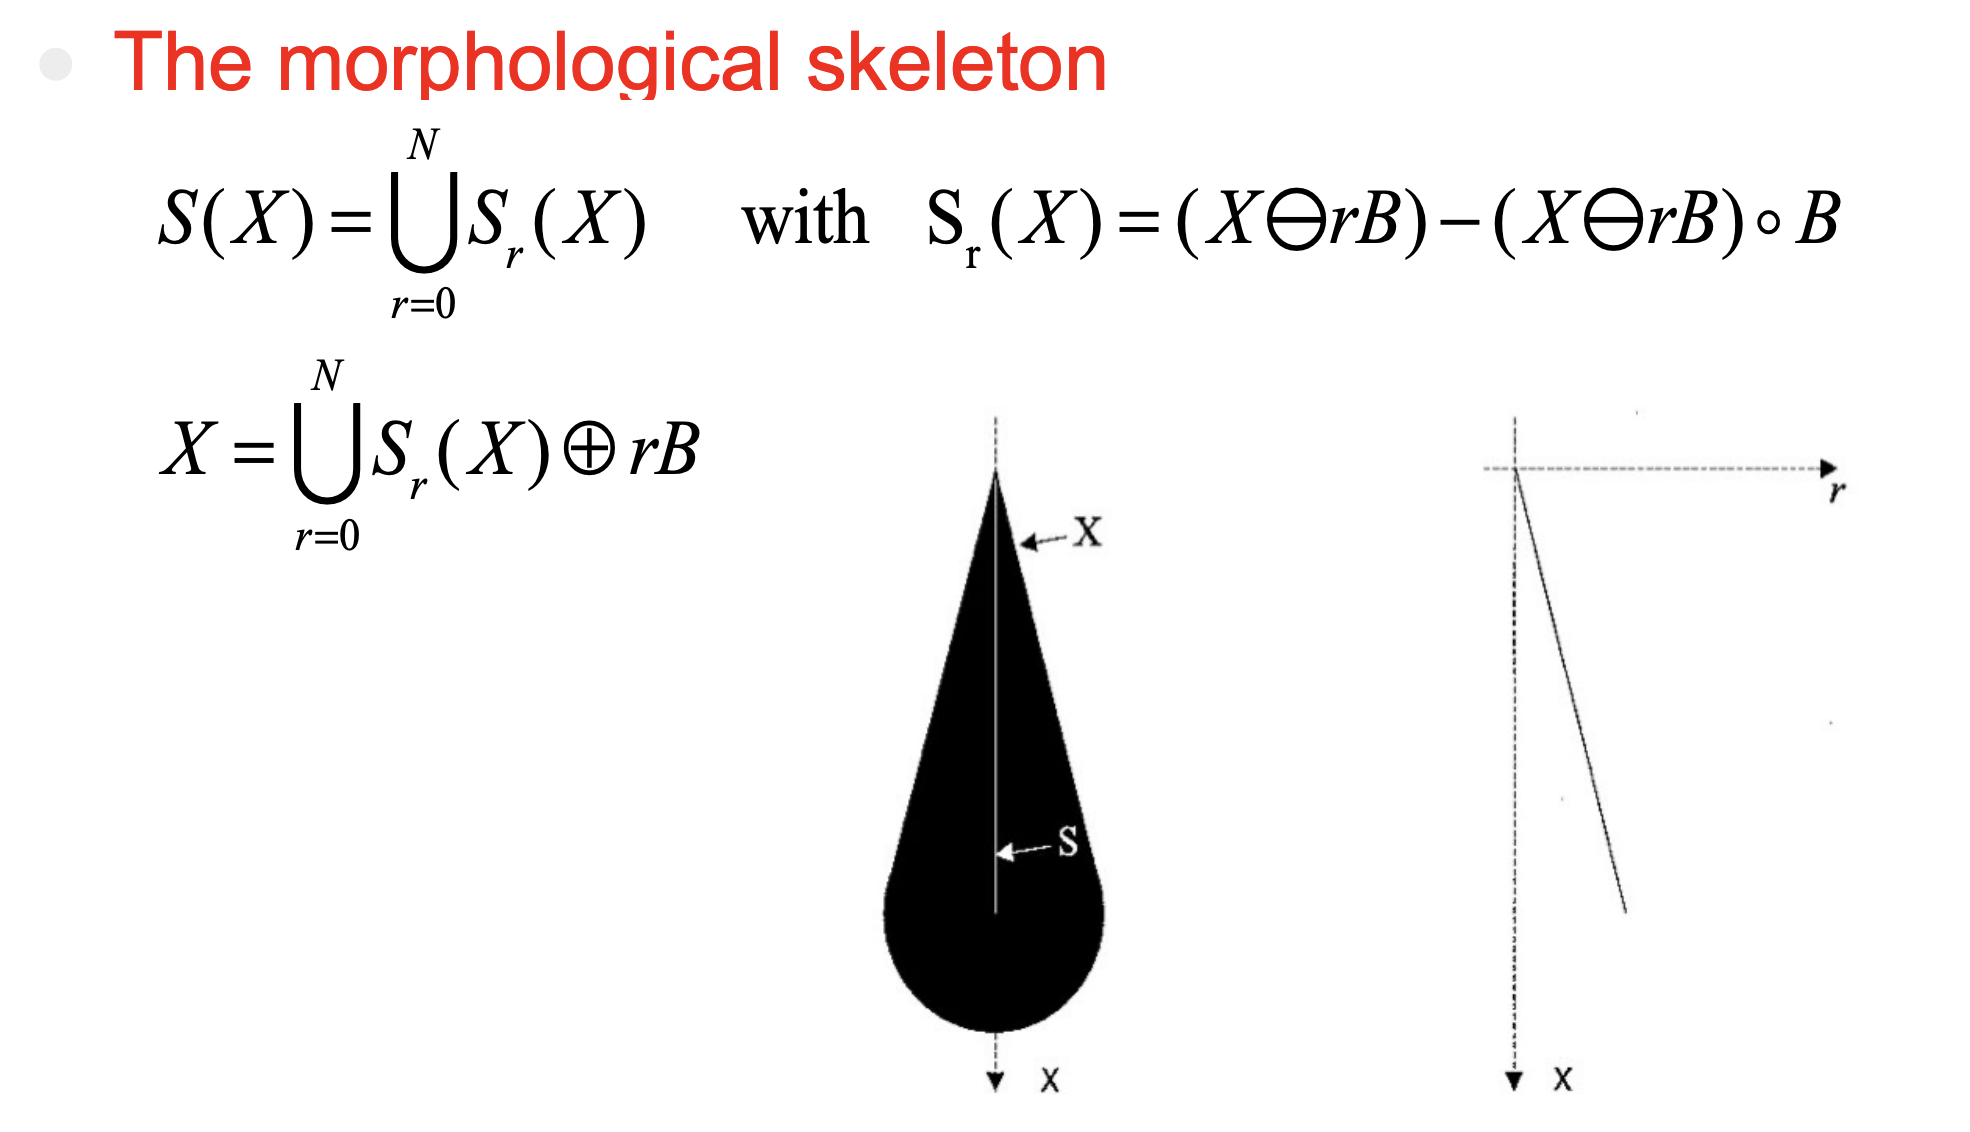 The morphological skeleton
S(X) = ⋃_{r=0}^{N} S_r(X) with S_r(X) = (X⊖rB) − (X⊖rB)∘B
X = ⋃_{r=0}^{N} S_r(X) ⊕ rB
X
S
x
r
x